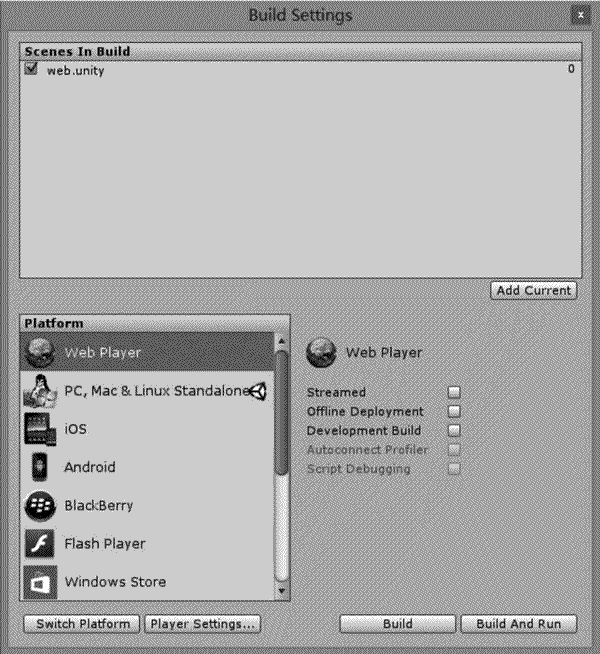 Build Settings
x
Scenes In Build
web.unity 0
Add Current
Platform
Web Player
PC, Mac & Linux Standalone
iOS
Android
BlackBerry
Flash Player
Windows Store
Web Player
Streamed
Offline Deployment
Development Build
Autoconnect Profiler
Script Debugging
Switch Platform
Player Settings...
Build
Build And Run